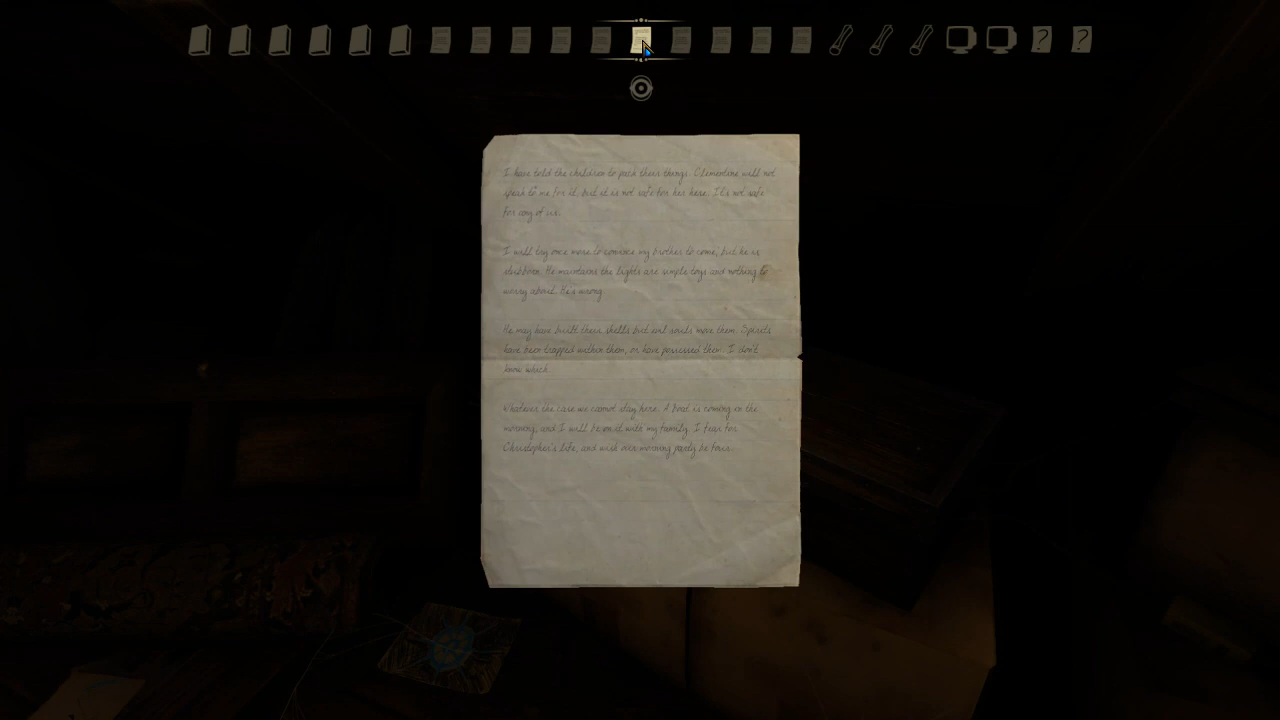 I have told the children to pack their things. Clementine will not
speak to me for it, but it is not safe for her here. It's not safe
for any of us.
I will try once more to convince my brother to come, but he is
stubborn. He maintains the lights are simple toys and nothing to
worry about. He's wrong.
He may have built their shells but evil souls move them. Spirits
have been trapped within them, or have possessed them. I don't
know which.
Whatever the case we cannot stay here. A boat is coming in the
morning, and I will be on it with my family. I fear for
Christopher's life, and wish our morning party be four.
? ?